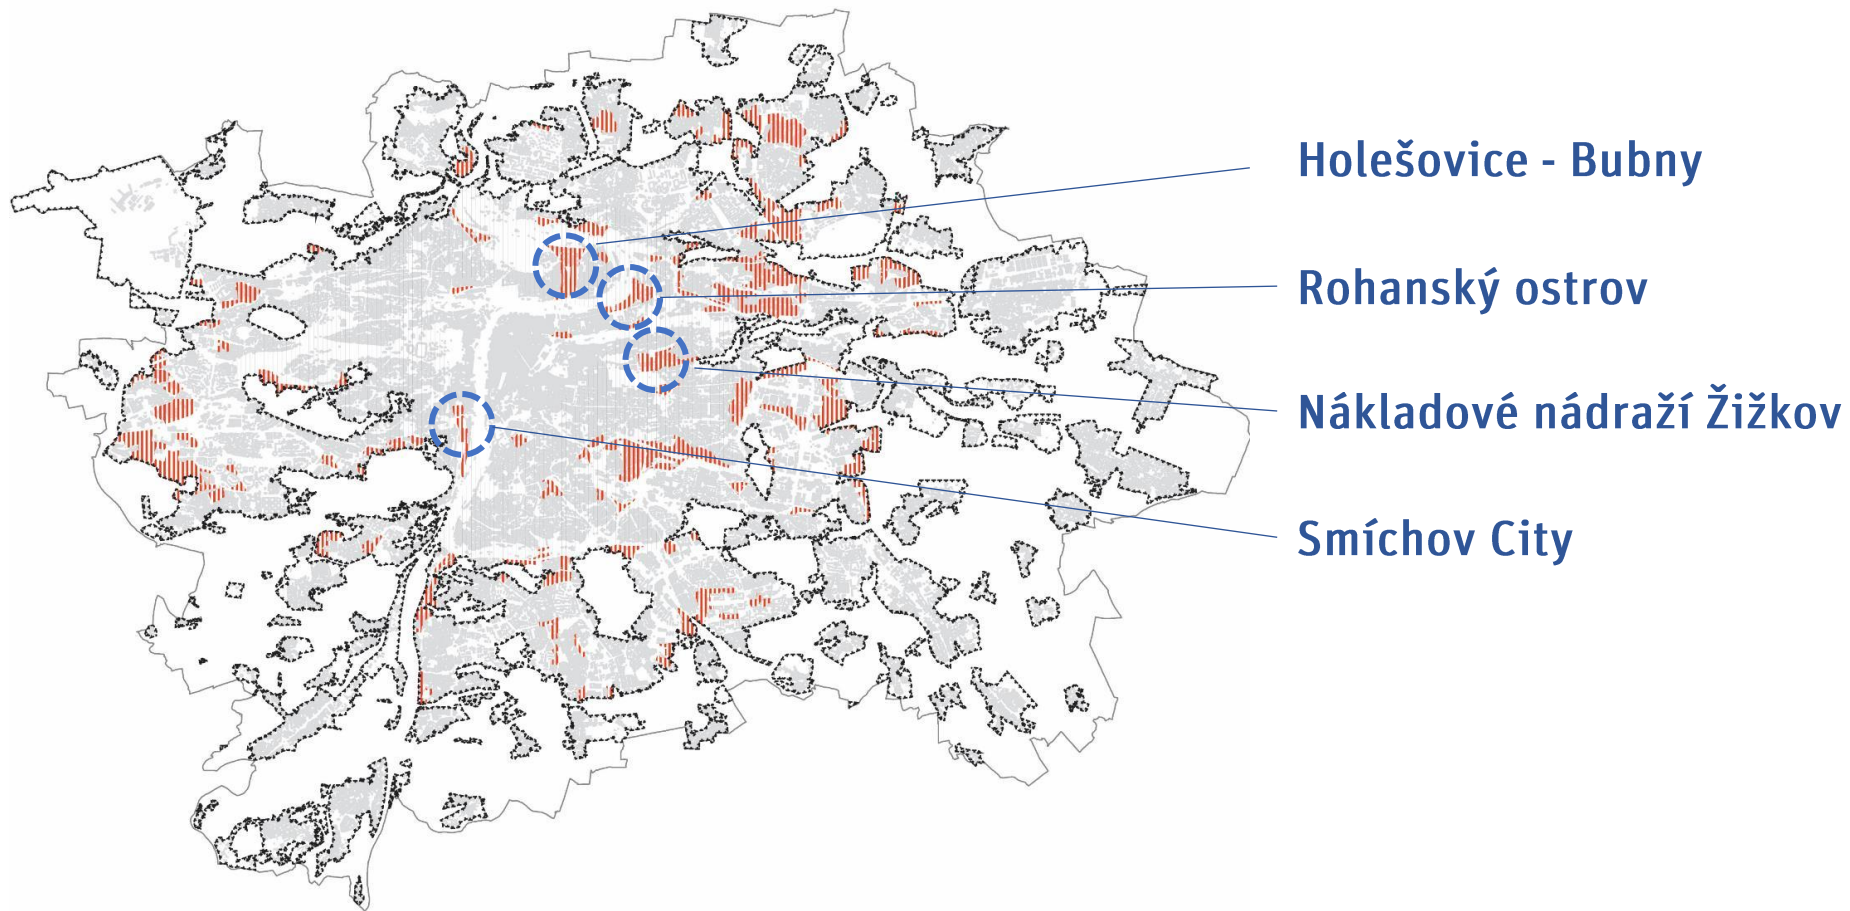 Holešovice - Bubny
Rohanský ostrov
Nákladové nádraží Žižkov
Smíchov City